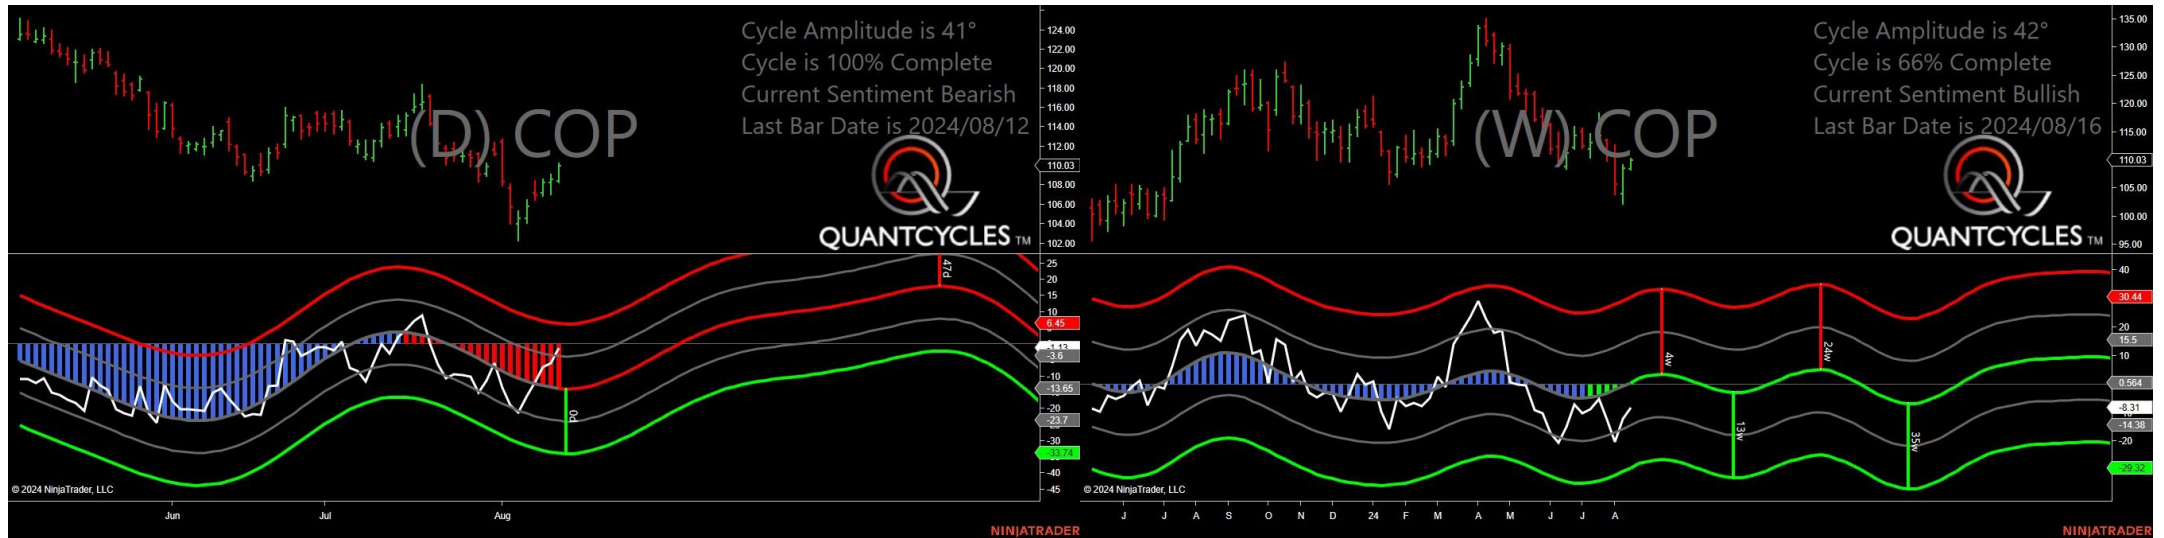 Cycle Amplitude is 41°
Cycle is 100% Complete
Current Sentiment Bearish
Last Bar Date is 2024/08/12
(D) COP
QUANTCYCLES TM
124.00
122.00
120.00
118.00
116.00
114.00
112.00
110.03
108.00
106.00
104.00
102.00
25
20
15
10
6.45
-1.13
-3.6
-10
-13.65
-20
-23.7
-30
-33.74
-40
-45
47d
0d
© 2024 NinjaTrader, LLC
Jun Jul Aug
NINJATRADER
Cycle Amplitude is 42°
Cycle is 66% Complete
Current Sentiment Bullish
Last Bar Date is 2024/08/16
(W) COP
QUANTCYCLES TM
135.00
130.00
125.00
120.00
115.00
110.03
105.00
100.00
95.00
40
30.44
20
15.5
10
0.564
-8.31
-14.38
-20
-29.32
4w
24w
13w
35w
© 2024 NinjaTrader, LLC
J J A S O N D 24 F M A M J J A
NINJATRADER